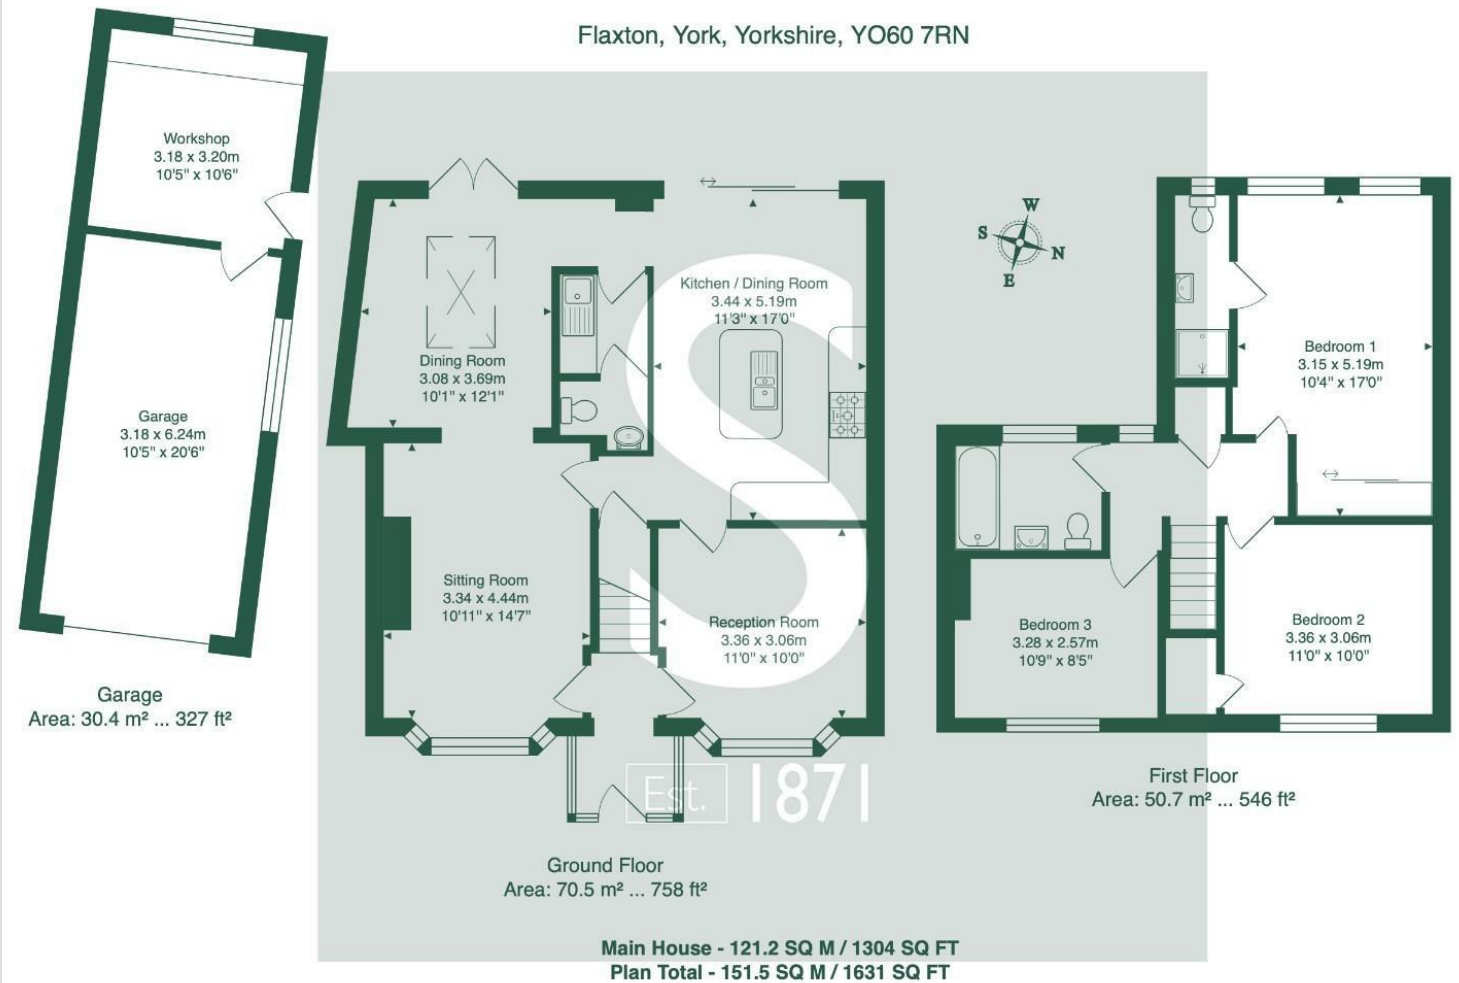 Flaxton, York, Yorkshire, YO60 7RN
Workshop
3.18 x 3.20m
10'5" x 10'6"
Garage
3.18 x 6.24m
10'5" x 20'6"
Garage
Area: 30.4 m² ... 327 ft²
Dining Room
3.08 x 3.69m
10'1" x 12'1"
Kitchen / Dining Room
3.44 x 5.19m
11'3" x 17'0"
Sitting Room
3.34 x 4.44m
10'11" x 14'7"
Reception Room
3.36 x 3.06m
11'0" x 10'0"
S
Est. 1871
Ground Floor
Area: 70.5 m² ... 758 ft²
W
S
N
E
Bedroom 1
3.15 x 5.19m
10'4" x 17'0"
Bedroom 3
3.28 x 2.57m
10'9" x 8'5"
Bedroom 2
3.36 x 3.06m
11'0" x 10'0"
First Floor
Area: 50.7 m² ... 546 ft²
Main House - 121.2 SQ M / 1304 SQ FT
Plan Total - 151.5 SQ M / 1631 SQ FT